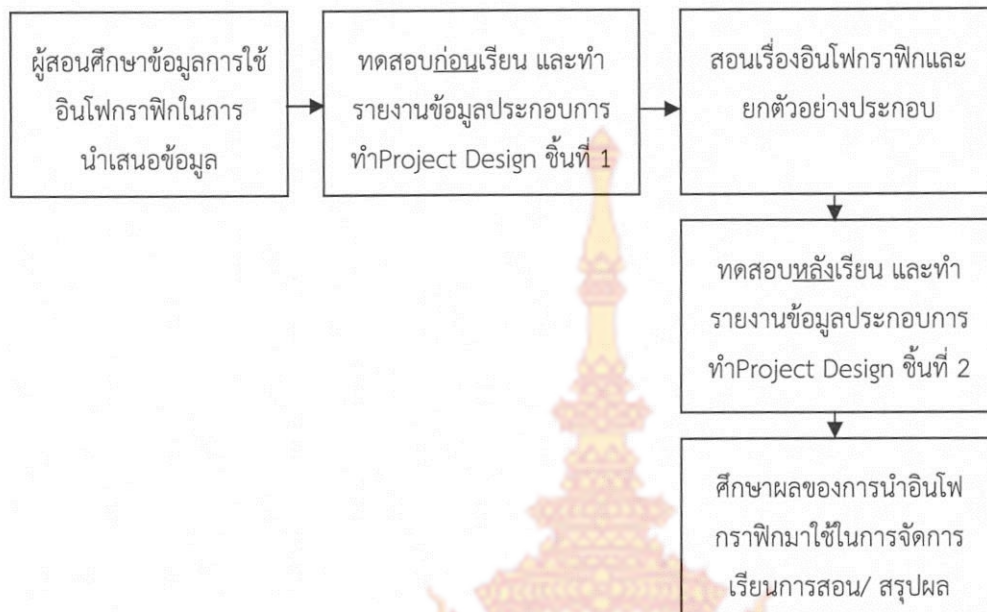 ผู้สอนศึกษาข้อมูลการใช้
อินโฟกราฟิกในการ
นำเสนอข้อมูล
ทดสอบก่อนเรียน และทำ
รายงานข้อมูลประกอบการ
ทำProject Design ชิ้นที่ 1
สอนเรื่องอินโฟกราฟิกและ
ยกตัวอย่างประกอบ
ทดสอบหลังเรียน และทำ
รายงานข้อมูลประกอบการ
ทำProject Design ชิ้นที่ 2
ศึกษาผลของการนำอินโฟ
กราฟิกมาใช้ในการจัดการ
เรียนการสอน/ สรุปผล